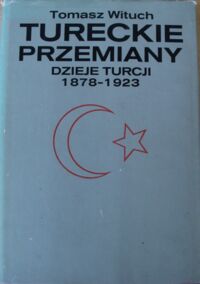 Tomasz Wituch
TURECKIE
PRZEMIANY
DZIEJE TURCJI
1878-1923